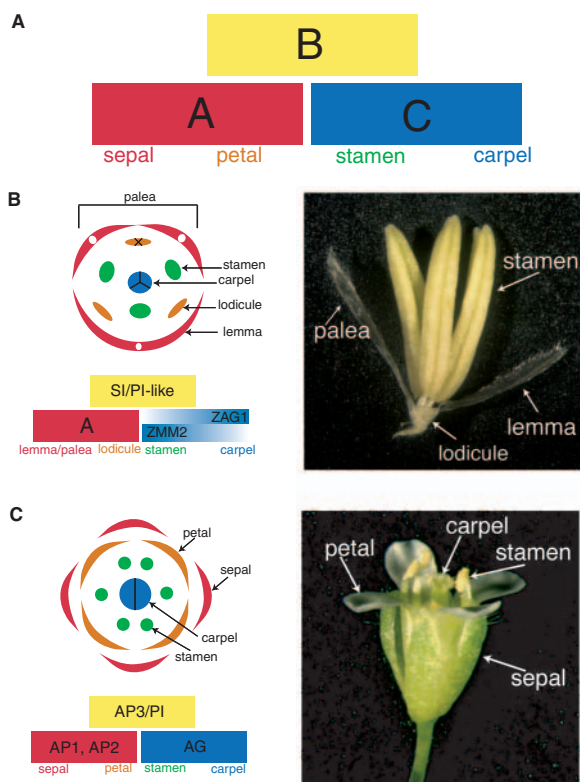 A
B
A C
sepal petal stamen carpel
B
palea
stamen
carpel
lodicule
lemma
SI/PI-like
A
ZAG1
ZMM2
lemma/palea lodicule stamen carpel
stamen
palea
lemma
lodicule
C
petal
sepal
carpel
stamen
AP3/PI
AP1, AP2 AG
sepal petal stamen carpel
carpel
petal
stamen
sepal